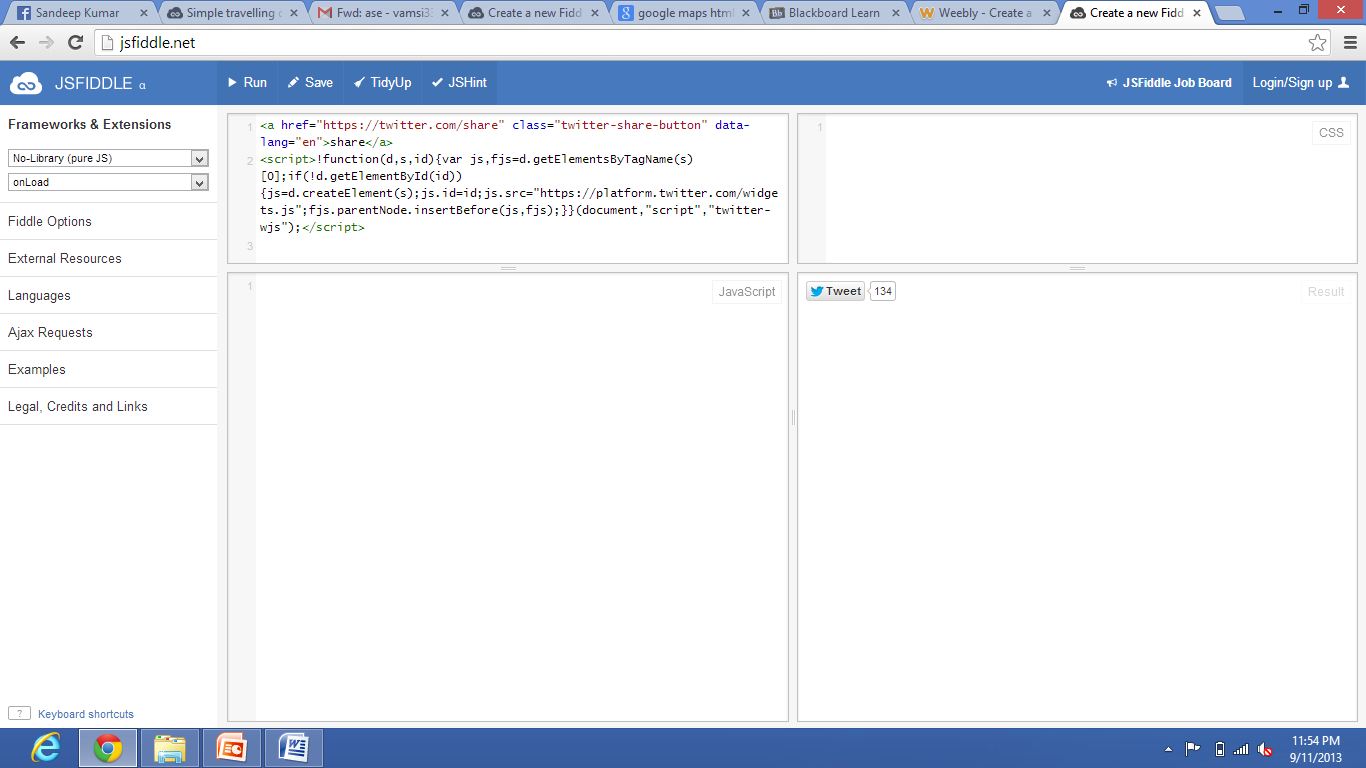 Sandeep Kumar
Simple travelling
Fwd: ase - vamsi33
Create a new Fidd
google maps html
Blackboard Learn
Weebly - Create a
Create a new Fidd
jsfiddle.net
JSFIDDLE α
Run
Save
TidyUp
JSHint
JSFiddle Job Board
Login/Sign up
Frameworks & Extensions
No-Library (pure JS)
onLoad
Fiddle Options
External Resources
Languages
Ajax Requests
Examples
Legal, Credits and Links
? Keyboard shortcuts
1 <a href="https://twitter.com/share" class="twitter-share-button" data-
lang="en">share</a>
2 <script>!function(d,s,id){var js,fjs=d.getElementsByTagName(s)
[0];if(!d.getElementById(id))
{js=d.createElement(s);js.id=id;js.src="https://platform.twitter.com/widge
ts.js";fjs.parentNode.insertBefore(js,fjs);}}(document,"script","twitter-
wjs");</script>
3
1
CSS
1
JavaScript
Tweet 134
Result
11:54 PM
9/11/2013